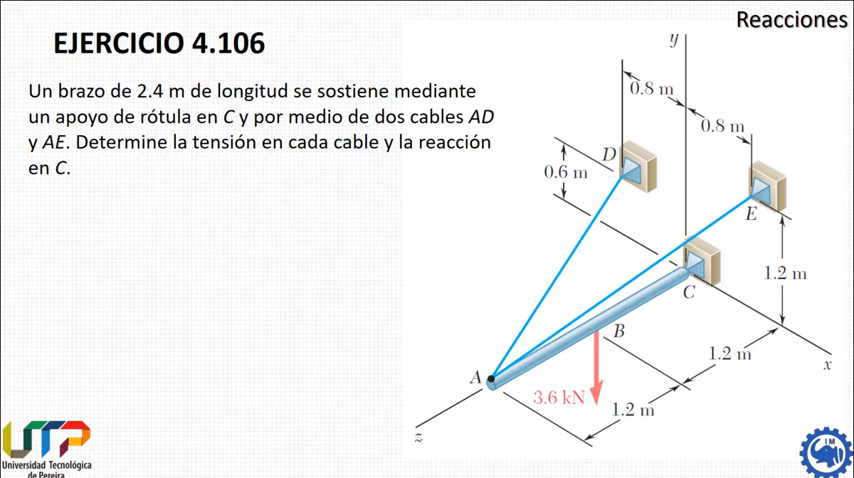 Reacciones
EJERCICIO 4.106
Un brazo de 2.4 m de longitud se sostiene mediante
un apoyo de rótula en C y por medio de dos cables AD
y AE. Determine la tensión en cada cable y la reacción
en C.
y
0.8 m
0.8 m
D
0.6 m
E
1.2 m
C
B
1.2 m
x
A
3.6 kN
1.2 m
z
UTP
Universidad Tecnológica
de Pereira
IM